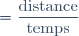 = distance
temps